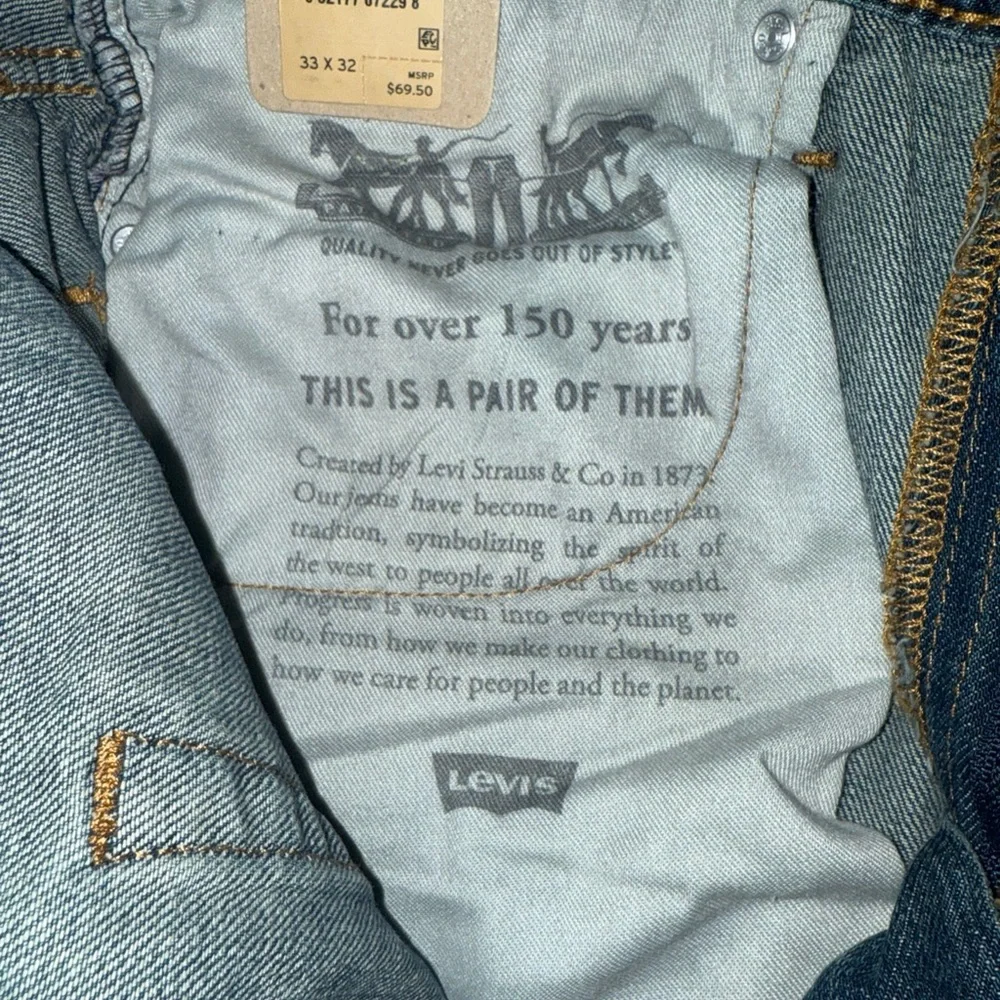 33 X 32
MSRP
$69.50
QUALITY NEVER GOES OUT OF STYLE®
For over 150 years
THIS IS A PAIR OF THEM.
Created by Levi Strauss & Co in 1873.
Our jeans have become an American
tradtion, symbolizing the spirit of
the west to people all over the world.
Progress is woven into everything we
do, from how we make our clothing to
how we care for people and the planet.
LEVI'S